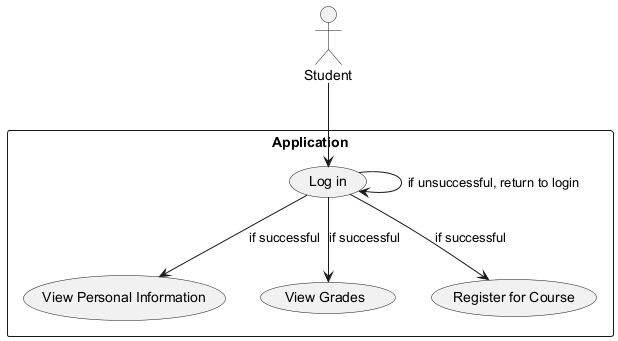 Student
Application
Log in
if unsuccessful, return to login
if successful
if successful
if successful
View Personal Information
View Grades
Register for Course